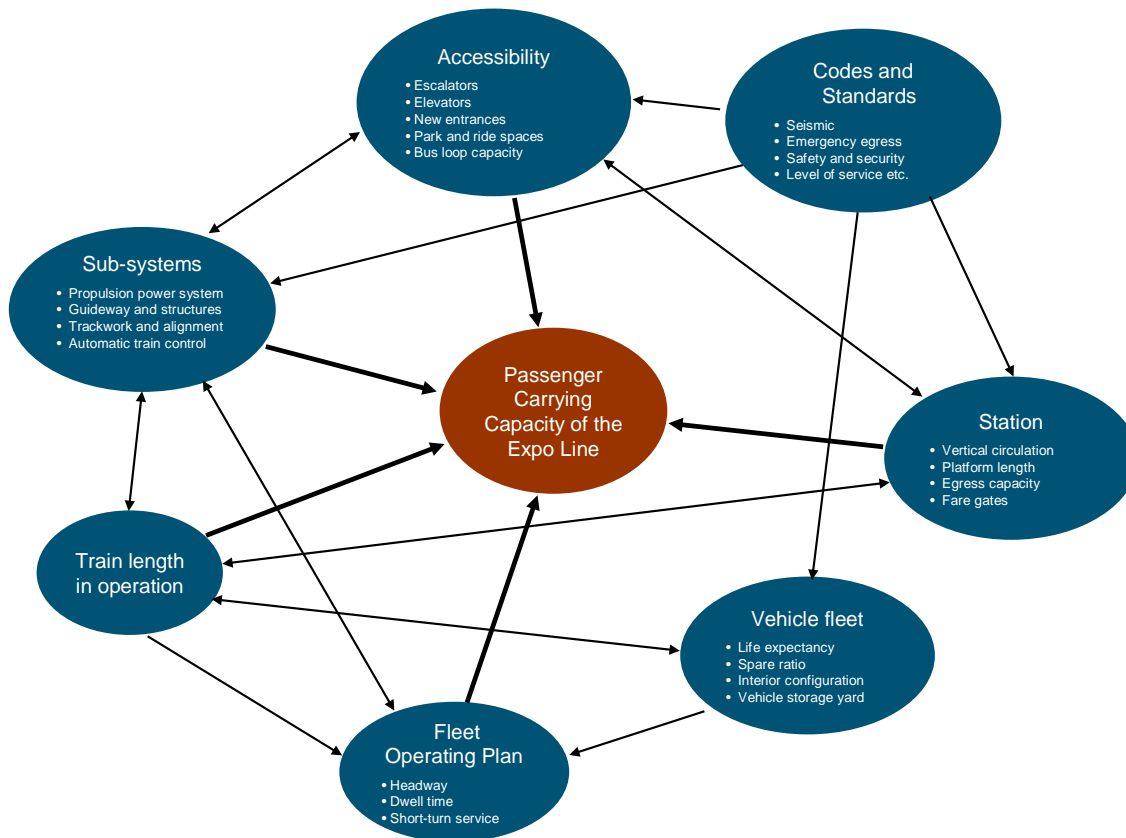 Accessibility
• Escalators
• Elevators
• New entrances
• Park and ride spaces
• Bus loop capacity
Codes and
Standards
• Seismic
• Emergency egress
• Safety and security
• Level of service etc.
Sub-systems
• Propulsion power system
• Guideway and structures
• Trackwork and alignment
• Automatic train control
Passenger
Carrying
Capacity of the
Expo Line
Station
• Vertical circulation
• Platform length
• Egress capacity
• Fare gates
Train length
in operation
Vehicle fleet
• Life expectancy
• Spare ratio
• Interior configuration
• Vehicle storage yard
Fleet
Operating Plan
• Headway
• Dwell time
• Short-turn service